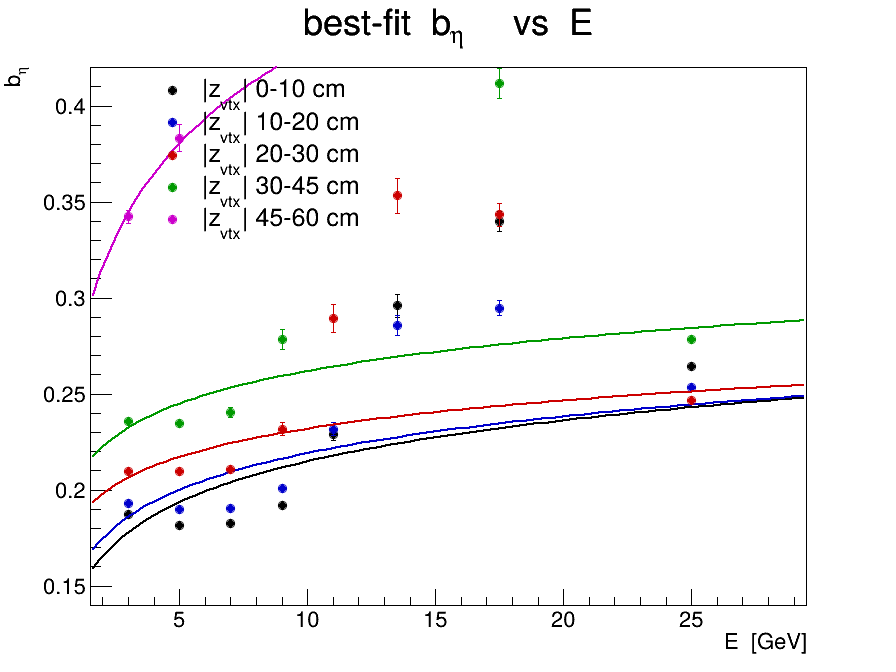 best-fit b_η vs E
b_η
|z_vtx| 0-10 cm
|z_vtx| 10-20 cm
|z_vtx| 20-30 cm
|z_vtx| 30-45 cm
|z_vtx| 45-60 cm
0.4
0.35
0.3
0.25
0.2
0.15
5 10 15 20 25
E [GeV]